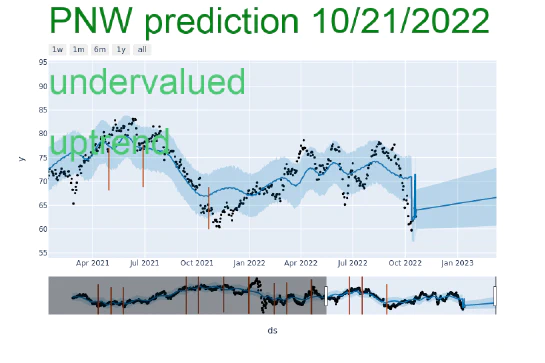 PNW prediction 10/21/2022
1w 1m 6m 1y all
95
undervalued
90
85
80
uptrend
75
y
70
65
60
55
Apr 2021 Jul 2021 Oct 2021 Jan 2022 Apr 2022 Jul 2022 Oct 2022 Jan 2023
ds